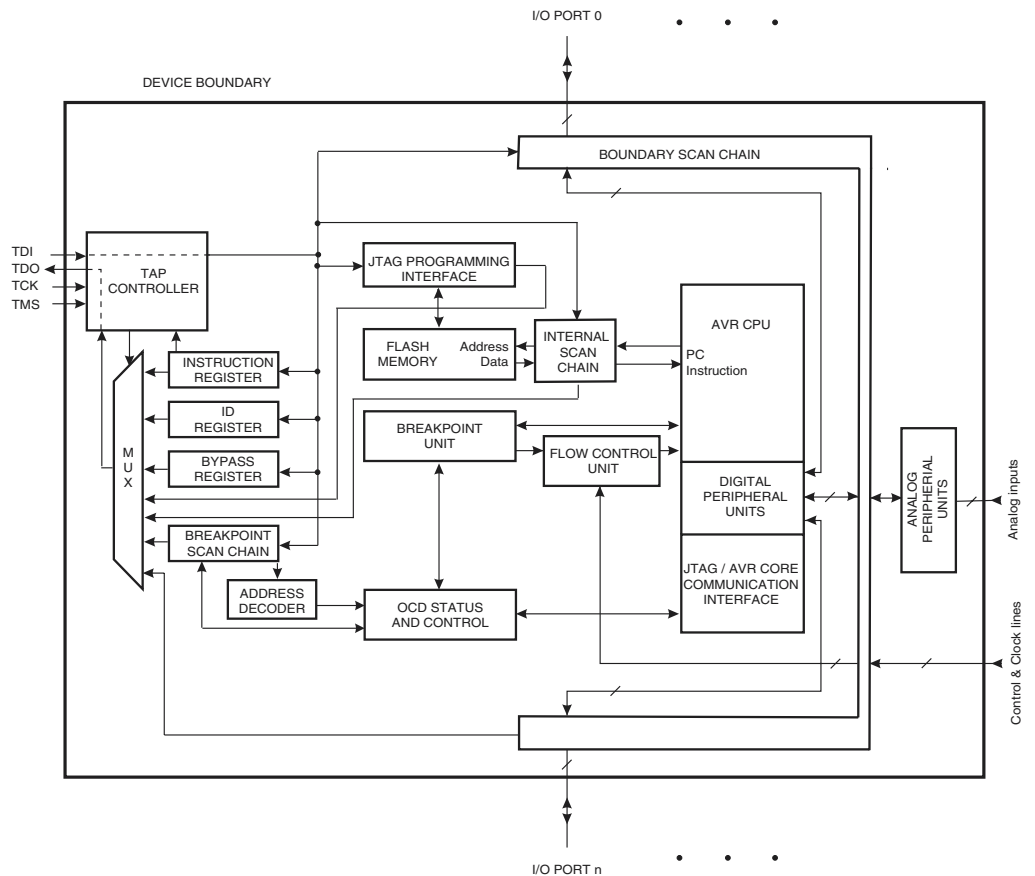 I/O PORT 0
DEVICE BOUNDARY
BOUNDARY SCAN CHAIN
TDI
TDO
TCK
TMS
TAP
CONTROLLER
JTAG PROGRAMMING
INTERFACE
AVR CPU
FLASH
MEMORY
Address
Data
INTERNAL
SCAN
CHAIN
PC
Instruction
INSTRUCTION
REGISTER
ID
REGISTER
BYPASS
REGISTER
MUX
BREAKPOINT
UNIT
FLOW CONTROL
UNIT
DIGITAL
PERIPHERAL
UNITS
ANALOG
PERIPHERIAL
UNITS
Analog inputs
BREAKPOINT
SCAN CHAIN
ADDRESS
DECODER
OCD STATUS
AND CONTROL
JTAG / AVR CORE
COMMUNICATION
INTERFACE
Control & Clock lines
I/O PORT n